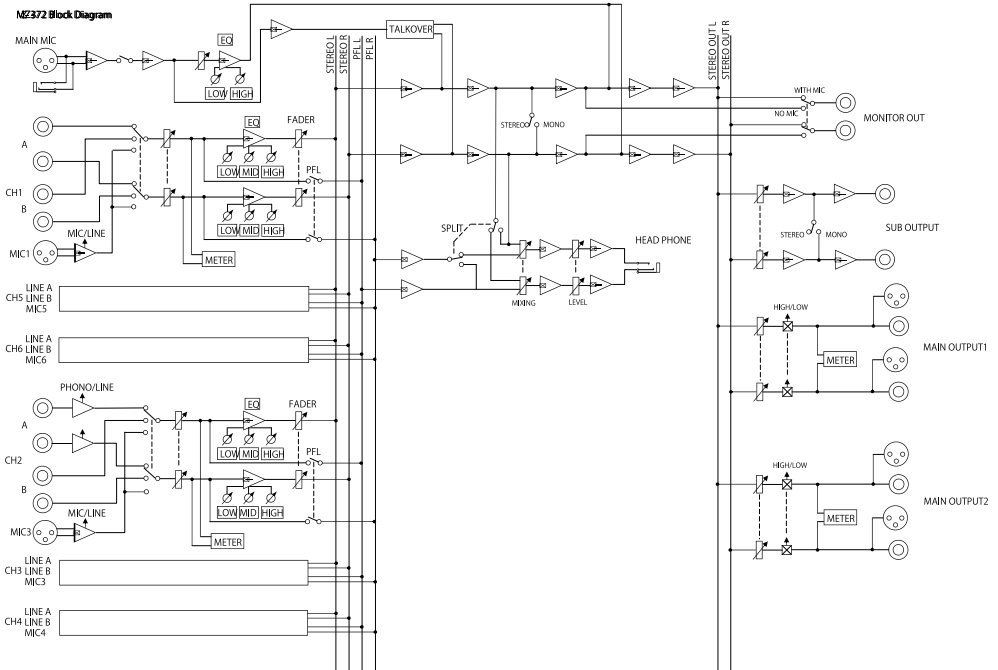 MZ372 Block Diagram
MAIN MIC
EQ
LOW HIGH
TALKOVER
STEREO L
STEREO R
PFL L
PFL R
STEREO OUT L
STEREO OUT R
WITH MIC
NO MIC
MONITOR OUT
STEREO MONO
A
CH1
B
MIC1
MIC/LINE
EQ
FADER
LOW MID HIGH
PFL
LOW MID HIGH
METER
SPLIT
HEAD PHONE
MIXING
LEVEL
SUB OUTPUT
STEREO MONO
LINE A
CH5 LINE B
MIC5
LINE A
CH6 LINE B
MIC6
HIGH/LOW
METER
MAIN OUTPUT1
PHONO/LINE
A
CH2
B
MIC3
MIC/LINE
EQ
FADER
LOW MID HIGH
PFL
LOW MID HIGH
METER
HIGH/LOW
METER
MAIN OUTPUT2
LINE A
CH3 LINE B
MIC3
LINE A
CH4 LINE B
MIC4